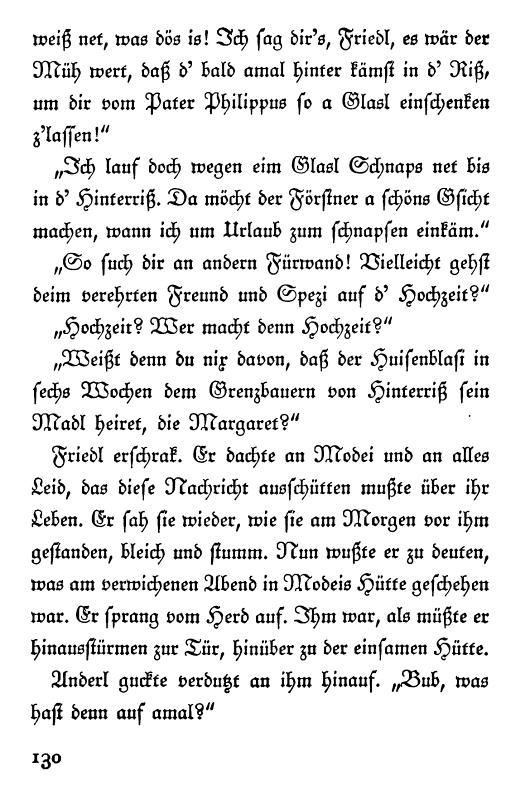 weiß net, was dös is! Ich sag dir's, Friedl, es wär der
Müh wert, daß d' bald amal hinter kämst in d' Riß,
um dir vom Pater Philippus so a Glasl einschenken
z'lassen!“
„Ich lauf doch wegen eim Glasl Schnaps net bis
in d' Hinterriß. Da möcht der Förstner a schöns Gsicht
machen, wann ich um Urlaub zum schnapsen einkäm.“
„So such dir an andern Fürwand! Vielleicht gehst
deim verehrten Freund und Spezi auf d' Hochzeit?“
„Hochzeit? Wer macht denn Hochzeit?“
„Weißt denn du nix davon, daß der Huisenblasi in
sechs Wochen dem Grenzbauern von Hinterriß sein
Madl heiret, die Margaret?“
Friedl erschrak. Er dachte an Modei und an alles
Leid, das diese Nachricht ausschütten mußte über ihr
Leben. Er sah sie wieder, wie sie am Morgen vor ihm
gestanden, bleich und stumm. Nun wußte er zu deuten,
was am verwichenen Abend in Modeis Hütte geschehen
war. Er sprang vom Herd auf. Ihm war, als müßte er
hinausstürmen zur Tür, hinüber zu der einsamen Hütte.
Anderl guckte verdutzt an ihm hinauf. „Bub, was
hast denn auf amal?“
130